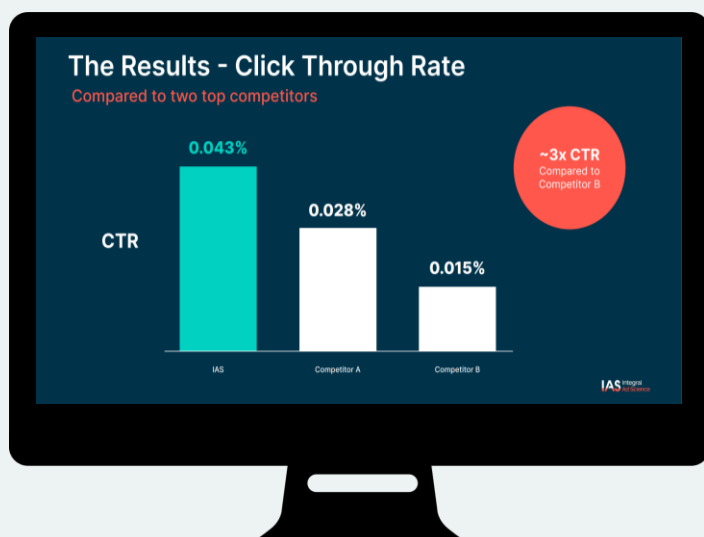 The Results - Click Through Rate
Compared to two top competitors
~3x CTR
Compared to
Competitor B
0.043%
0.028%
0.015%
CTR
IAS
Competitor A
Competitor B
IAS Integral
Ad Science